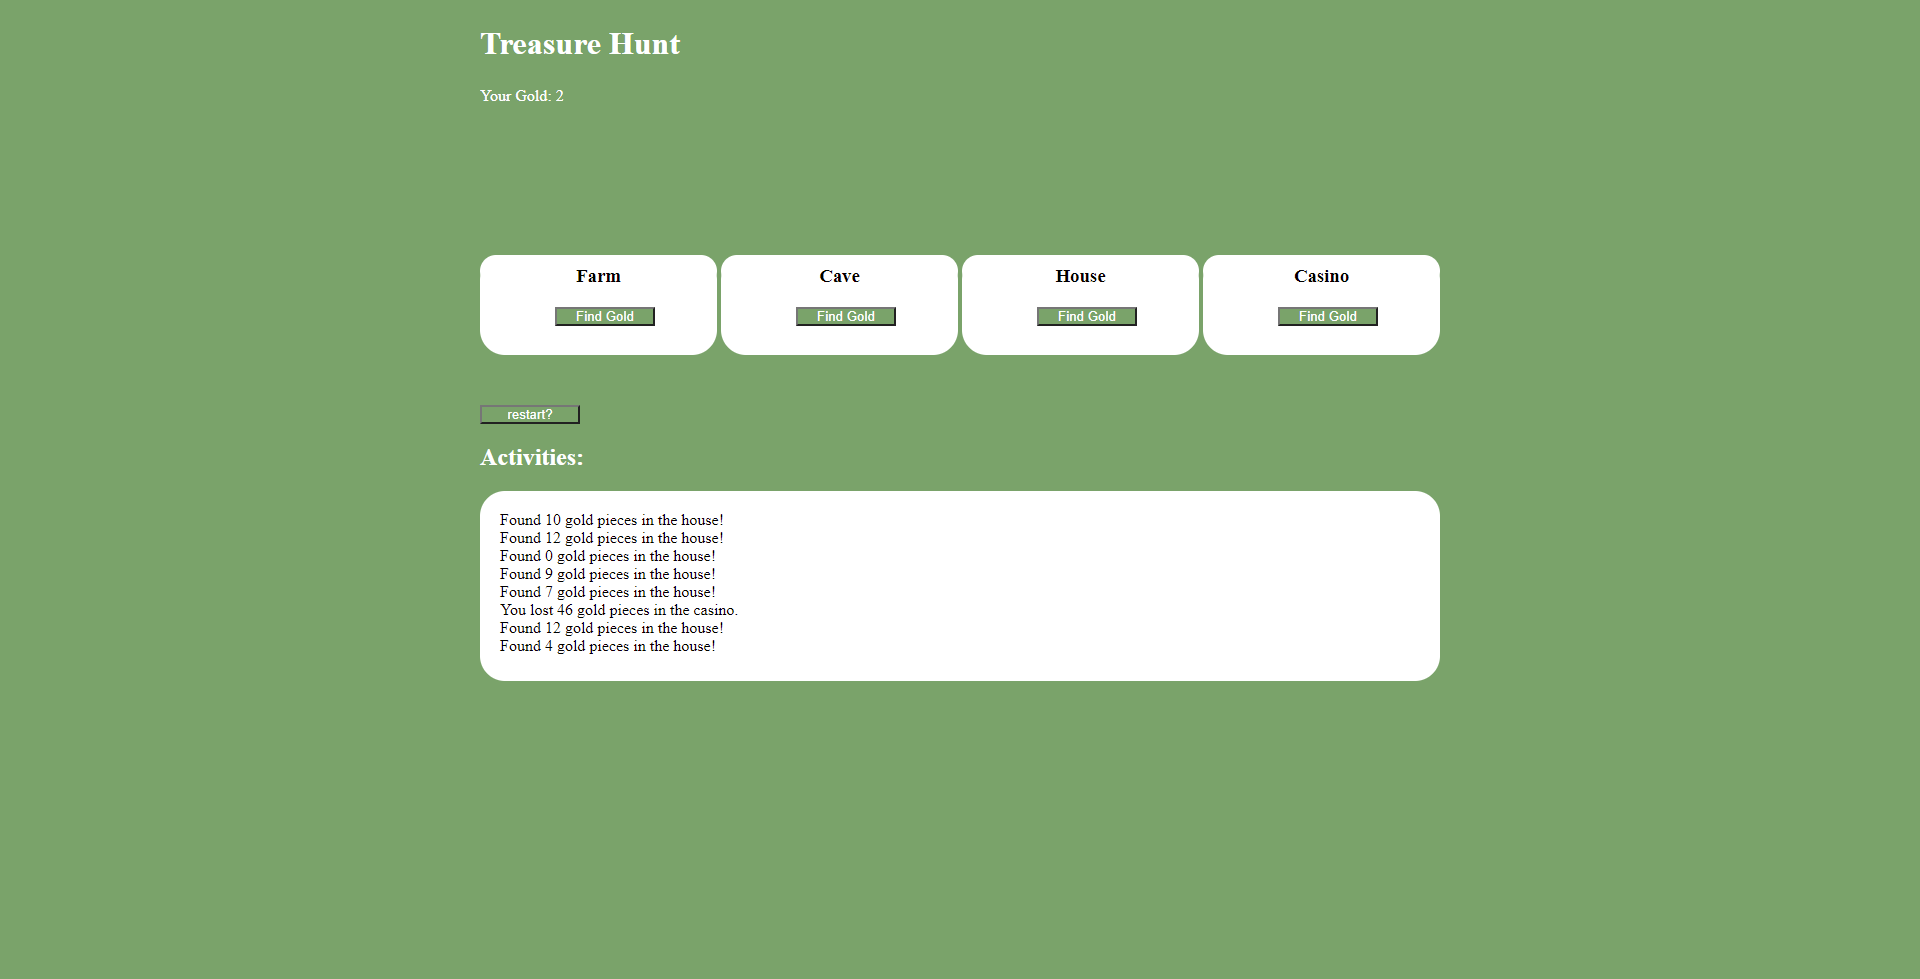 Treasure Hunt
Your Gold: 2
Farm
Cave
House
Casino
Find Gold
Find Gold
Find Gold
Find Gold
restart?
Activities:
Found 10 gold pieces in the house!
Found 12 gold pieces in the house!
Found 0 gold pieces in the house!
Found 9 gold pieces in the house!
Found 7 gold pieces in the house!
You lost 46 gold pieces in the casino.
Found 12 gold pieces in the house!
Found 4 gold pieces in the house!